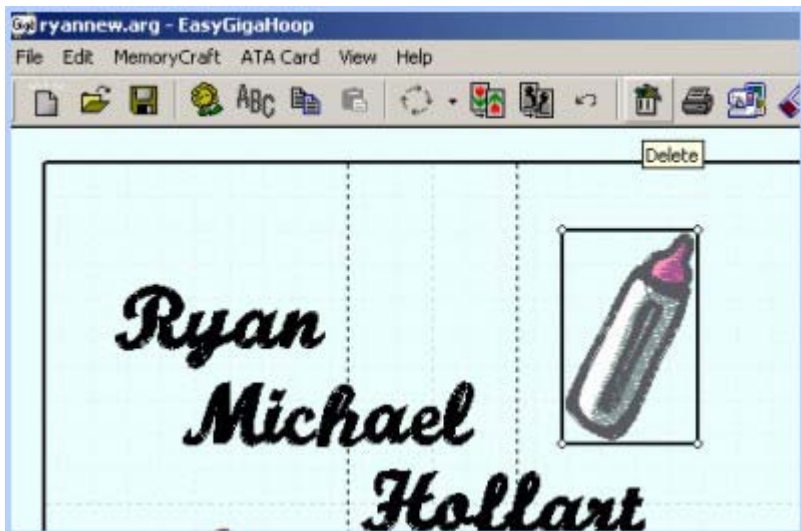 ryannew.arg - EasyGigaHoop
File Edit MemoryCraft ATA Card View Help
ABC
Delete
Ryan
Michael
Hollart